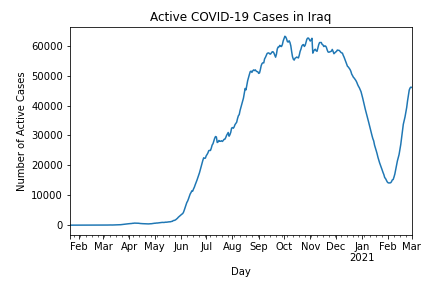 Active COVID-19 Cases in Iraq
Number of Active Cases
60000
50000
40000
30000
20000
10000
0
Feb Mar Apr May Jun Jul Aug Sep Oct Nov Dec Jan Feb Mar
2021
Day